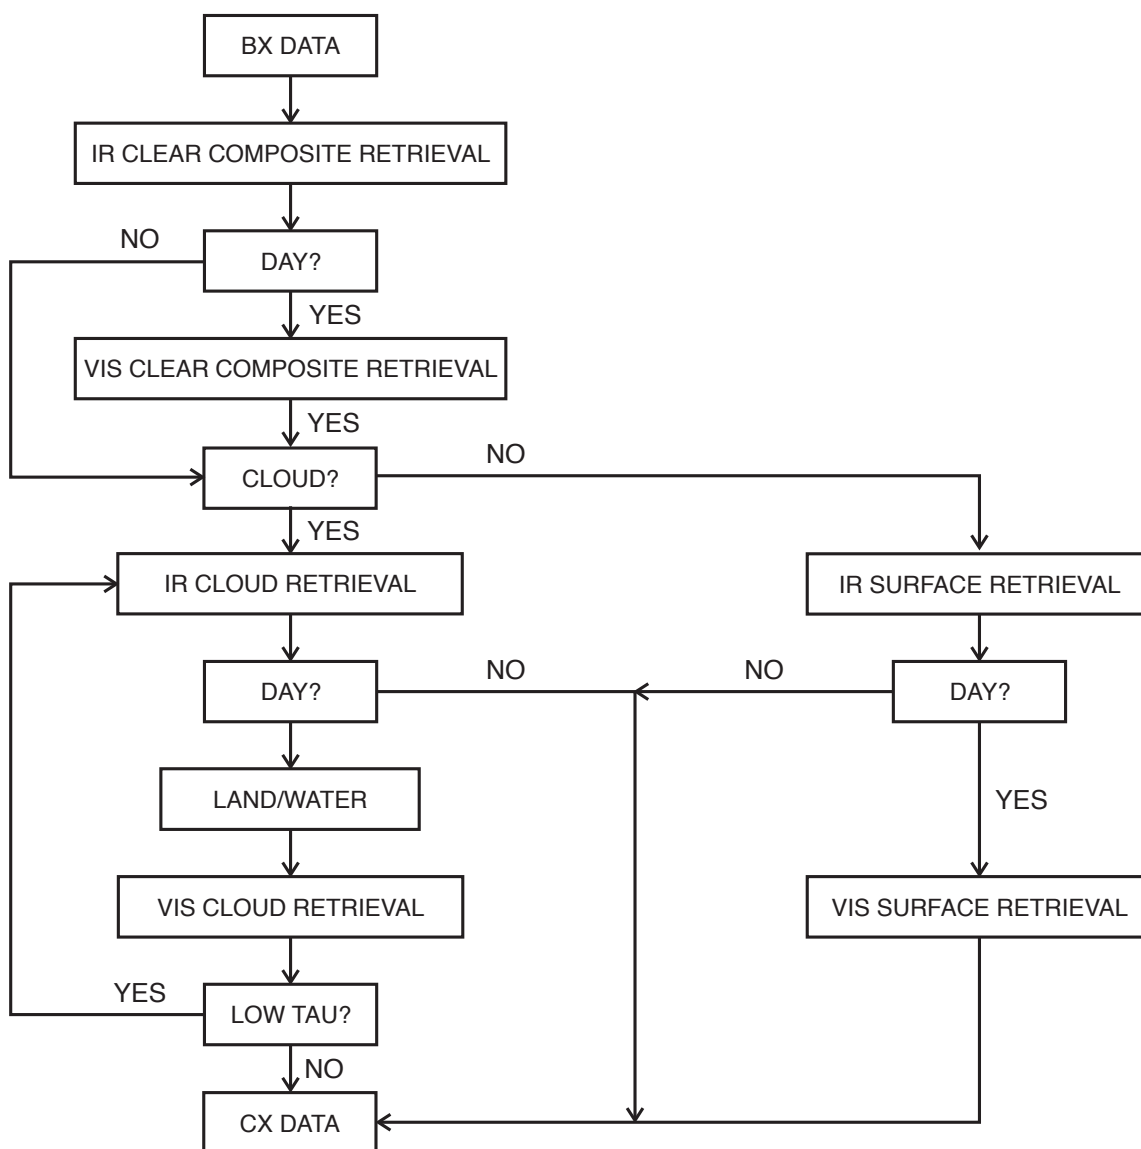 BX DATA
IR CLEAR COMPOSITE RETRIEVAL
NO
DAY?
YES
VIS CLEAR COMPOSITE RETRIEVAL
YES
CLOUD?
NO
YES
IR CLOUD RETRIEVAL
IR SURFACE RETRIEVAL
DAY?
NO
NO
DAY?
LAND/WATER
YES
VIS CLOUD RETRIEVAL
VIS SURFACE RETRIEVAL
YES
LOW TAU?
NO
CX DATA